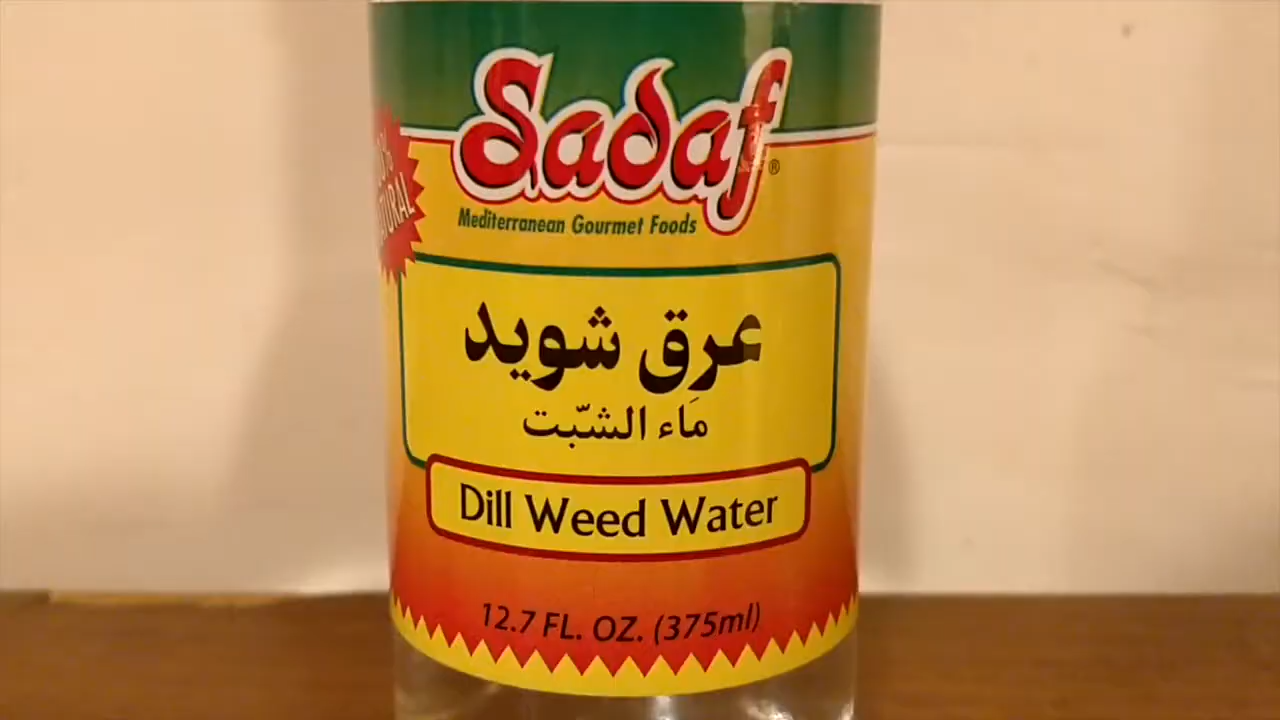 Sadaf®
Mediterranean Gourmet Foods
عرق شوید
مَاء الشبّت
Dill Weed Water
12.7 FL. OZ. (375ml)